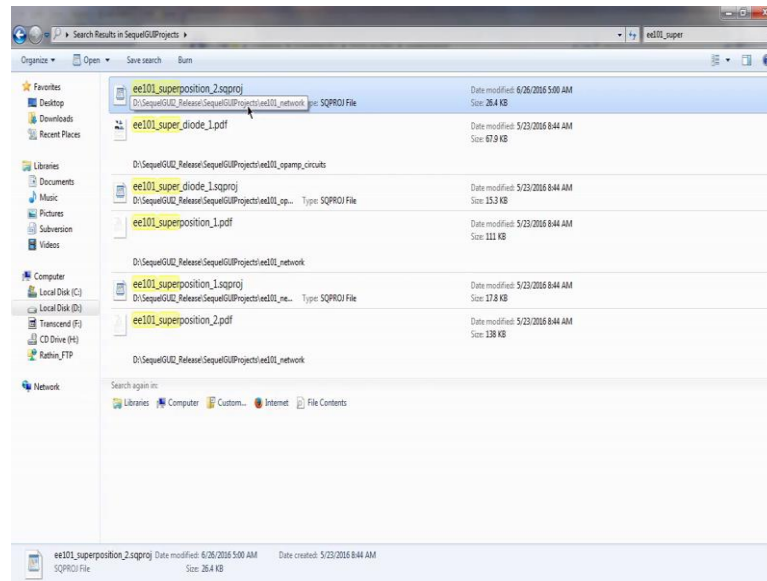 Search Results in SequelGUIProjects
ee101_super
Organize
Open
Save search
Burn
Favorites
Desktop
Downloads
Recent Places
Libraries
Documents
Music
Pictures
Subversion
Videos
Computer
Local Disk (C:)
Local Disk (D:)
Transcend (F:)
CD Drive (H:)
Rathin_FTP
Network
ee101_superposition_2.sqproj
Date modified: 6/26/2016 5:00 AM
D:\SequelGUI2_Release\SequelGUIProjects\ee101_network pe: SQPROJ File
Size: 26.4 KB
ee101_super_diode_1.pdf
Date modified: 5/23/2016 8:44 AM
Size: 67.9 KB
D:\SequelGUI2_Release\SequelGUIProjects\ee101_opamp_circuits
ee101_super_diode_1.sqproj
Date modified: 5/23/2016 8:44 AM
D:\SequelGUI2_Release\SequelGUIProjects\ee101_op... Type: SQPROJ File
Size: 15.3 KB
ee101_superposition_1.pdf
Date modified: 5/23/2016 8:44 AM
Size: 111 KB
D:\SequelGUI2_Release\SequelGUIProjects\ee101_network
ee101_superposition_1.sqproj
Date modified: 5/23/2016 8:44 AM
D:\SequelGUI2_Release\SequelGUIProjects\ee101_ne... Type: SQPROJ File
Size: 17.8 KB
ee101_superposition_2.pdf
Date modified: 5/23/2016 8:44 AM
Size: 138 KB
D:\SequelGUI2_Release\SequelGUIProjects\ee101_network
Search again in:
Libraries Computer Custom... Internet File Contents
ee101_superposition_2.sqproj Date modified: 6/26/2016 5:00 AM Date created: 5/23/2016 8:44 AM
SQPROJ File Size: 26.4 KB